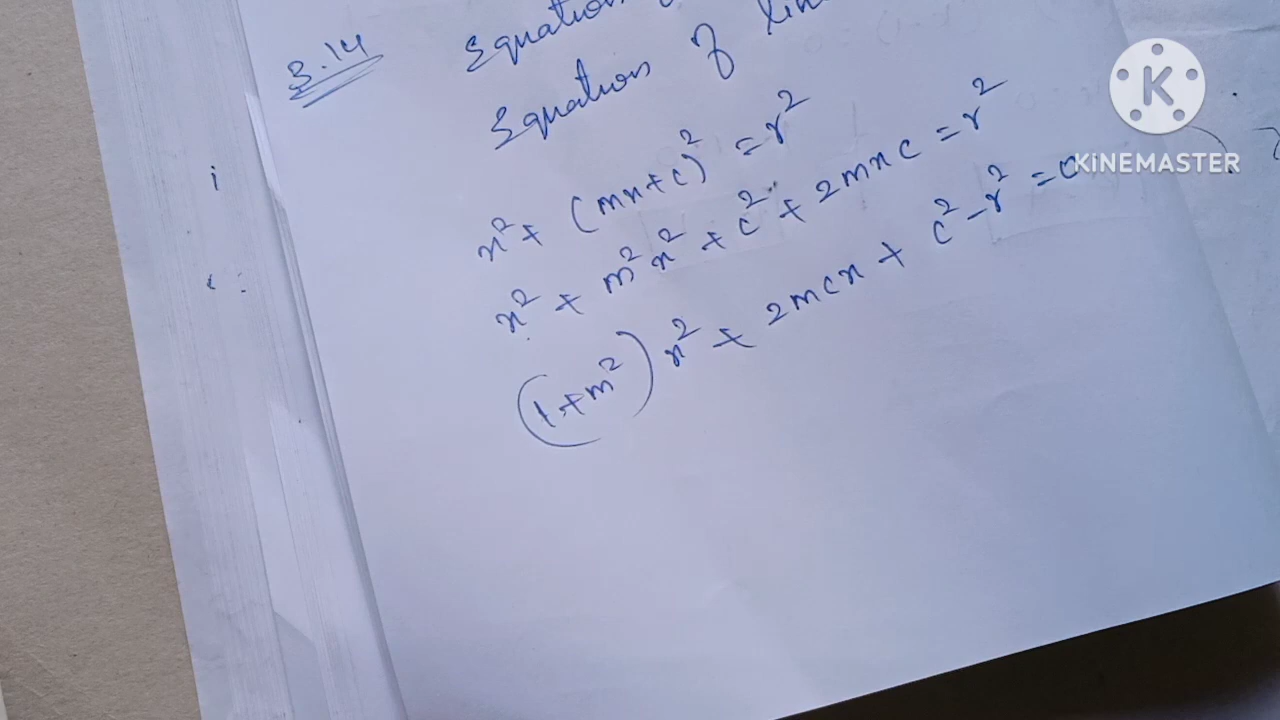 3.14
Equation
Equation of
x² + (mx+c)² = r²
x² + m²x² + c² + 2mxc = r²
(1+m²)x² + 2mcx + c²-r² = 0
KINEMASTER